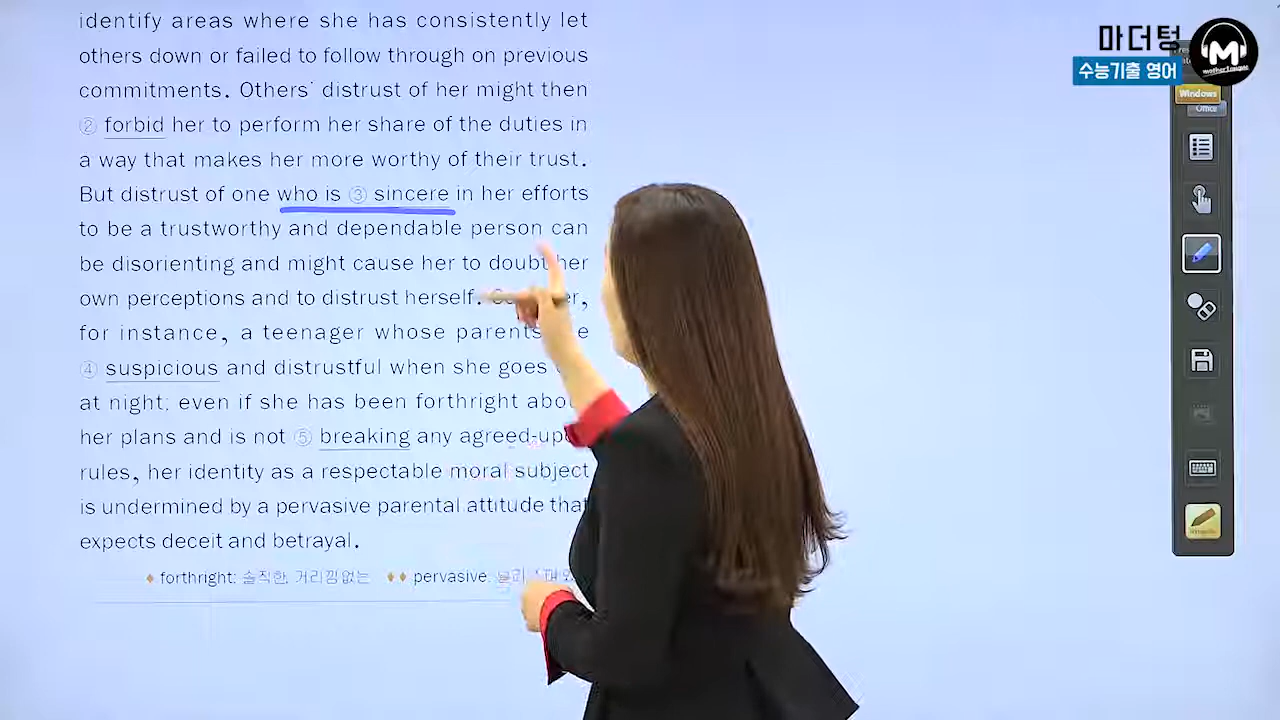 identify areas where she has consistently let
others down or failed to follow through on previous
commitments. Others' distrust of her might then
② forbid her to perform her share of the duties in
a way that makes her more worthy of their trust.
But distrust of one who is ③ sincere in her efforts
to be a trustworthy and dependable person can
be disorienting and might cause her to doubt her
own perceptions and to distrust herself.
for instance, a teenager whose parents
④ suspicious and distrustful when she goes
at night: even if she has been forthright
her plans and is not ⑤ breaking any agreed-upon
rules, her identity as a respectable moral subject
is undermined by a pervasive parental attitude that
expects deceit and betrayal.
♦ forthright: 솔직한, 거리낌없는 ♦♦ pervasive
마더텅
수능기출 영어
M
mothertongue
Windows
Office